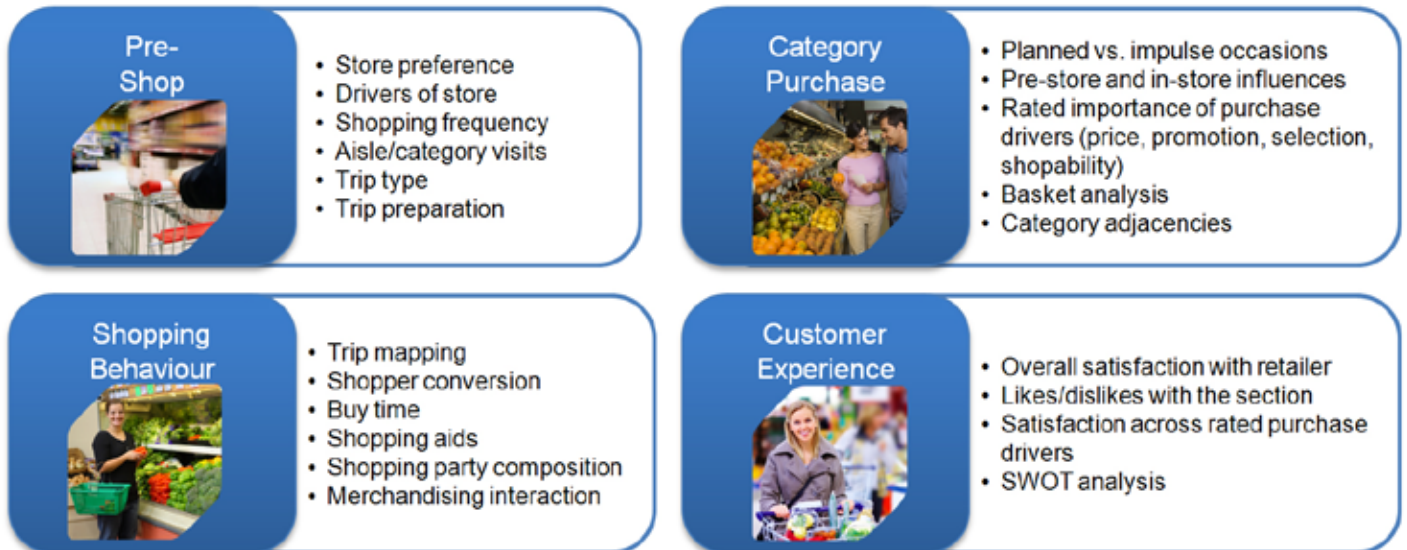 Pre-
Shop
• Store preference
• Drivers of store
• Shopping frequency
• Aisle/category visits
• Trip type
• Trip preparation
Category
Purchase
• Planned vs. impulse occasions
• Pre-store and in-store influences
• Rated importance of purchase
drivers (price, promotion, selection,
shopability)
• Basket analysis
• Category adjacencies
Shopping
Behaviour
• Trip mapping
• Shopper conversion
• Buy time
• Shopping aids
• Shopping party composition
• Merchandising interaction
Customer
Experience
• Overall satisfaction with retailer
• Likes/dislikes with the section
• Satisfaction across rated purchase
drivers
• SWOT analysis